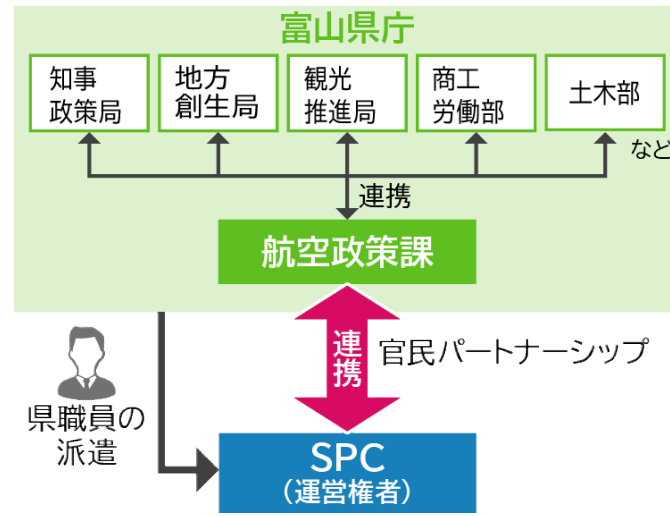 富山県庁
知事
政策局
地方
創生局
観光
推進局
商工
労働部
土木部
など
連携
航空政策課
連携
官民パートナーシップ
県職員の
派遣
SPC
（運営権者）